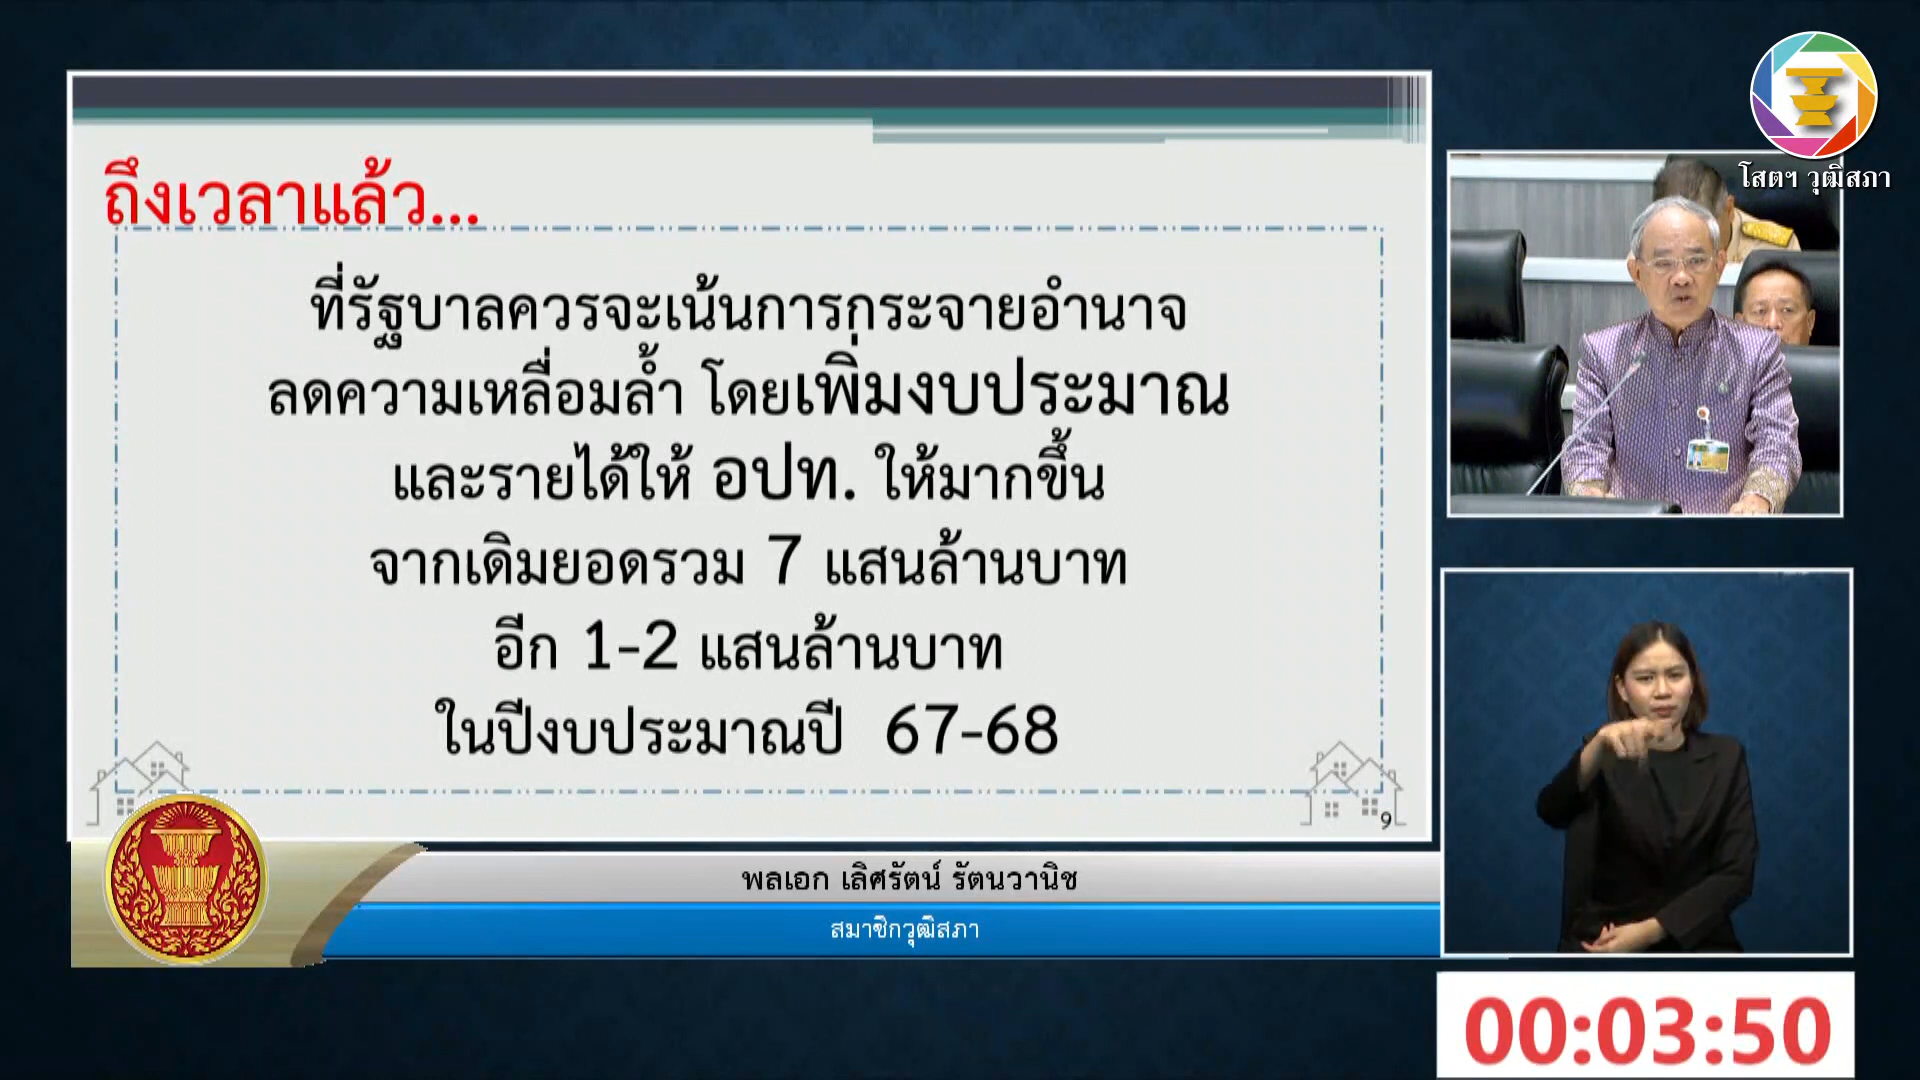 โสตฯ วุฒิสภา
ถึงเวลาแล้ว...
ที่รัฐบาลควรจะเน้นการกระจายอำนาจ
ลดความเหลื่อมล้ำ โดยเพิ่มงบประมาณ
และรายได้ให้ อปท. ให้มากขึ้น
จากเดิมยอดรวม 7 แสนล้านบาท
อีก 1-2 แสนล้านบาท
ในปีงบประมาณปี 67-68
9
พลเอก เลิศรัตน์ รัตนวานิช
สมาชิกวุฒิสภา
00:03:50